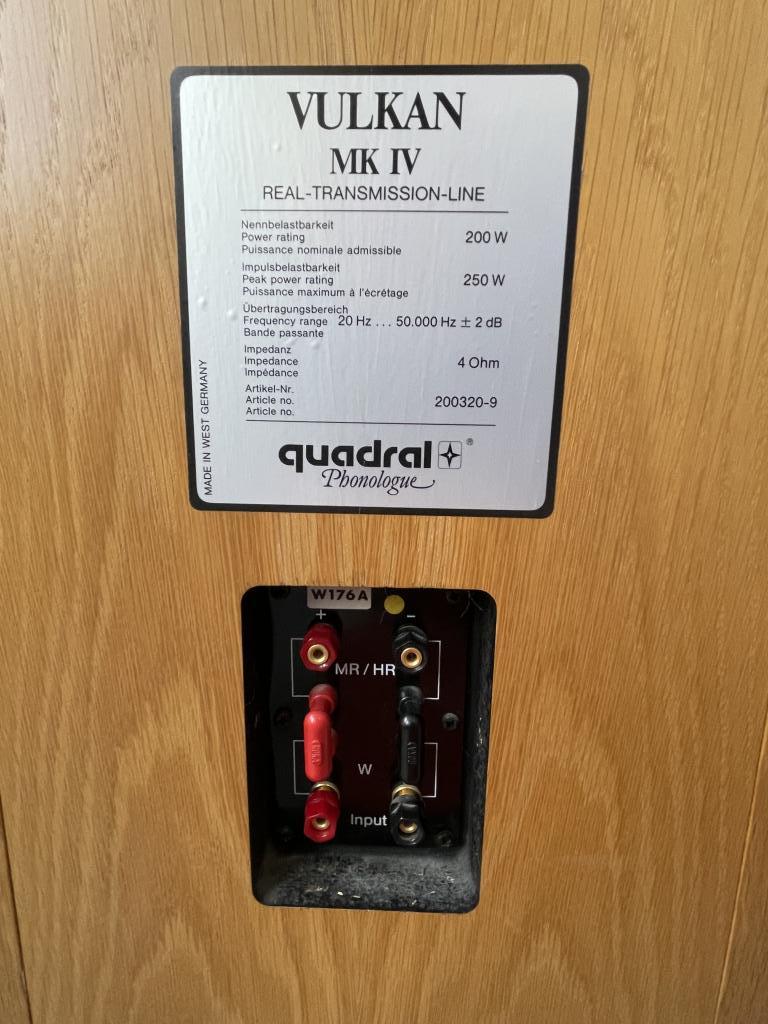 VULKAN
MK IV
REAL-TRANSMISSION-LINE
Nennbelastbarkeit
Power rating 200 W
Puissance nominale admissible
Impulsbelastbarkeit
Peak power rating 250 W
Puissance maximum à l'écrétage
Übertragungsbereich
Frequency range 20 Hz ... 50.000 Hz ± 2 dB
Bande passante
Impedanz
Impedance 4 Ohm
Impédance
Artikel-Nr.
Article no. 200320-9
Article no.
MADE IN WEST GERMANY
quadral ®
Phonologue
W176A
+ −
MR / HR
W
Input